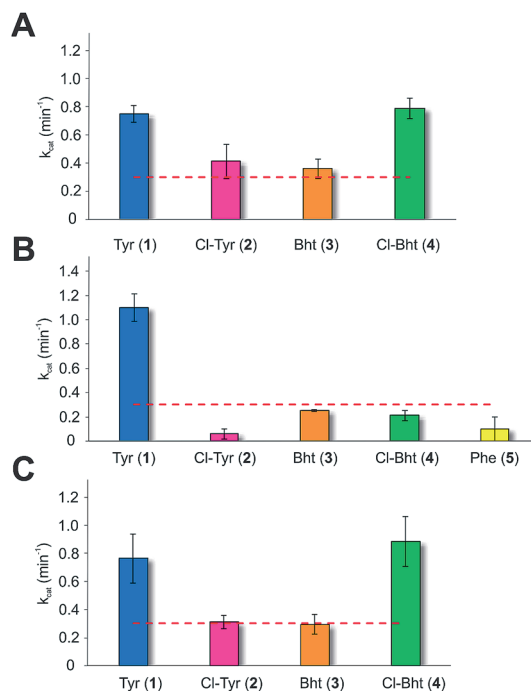 A
k_cat (min⁻¹)
1.2
1.0
0.8
0.6
0.4
0.2
0
Tyr (1) Cl-Tyr (2) Bht (3) Cl-Bht (4)
B
k_cat (min⁻¹)
1.4
1.2
1.0
0.8
0.6
0.4
0.2
0
Tyr (1) Cl-Tyr (2) Bht (3) Cl-Bht (4) Phe (5)
C
k_cat (min⁻¹)
1.2
1.0
0.8
0.6
0.4
0.2
0
Tyr (1) Cl-Tyr (2) Bht (3) Cl-Bht (4)